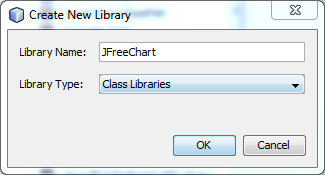 Create New Library
Library Name: JFreeChart
Library Type: Class Libraries
OK Cancel